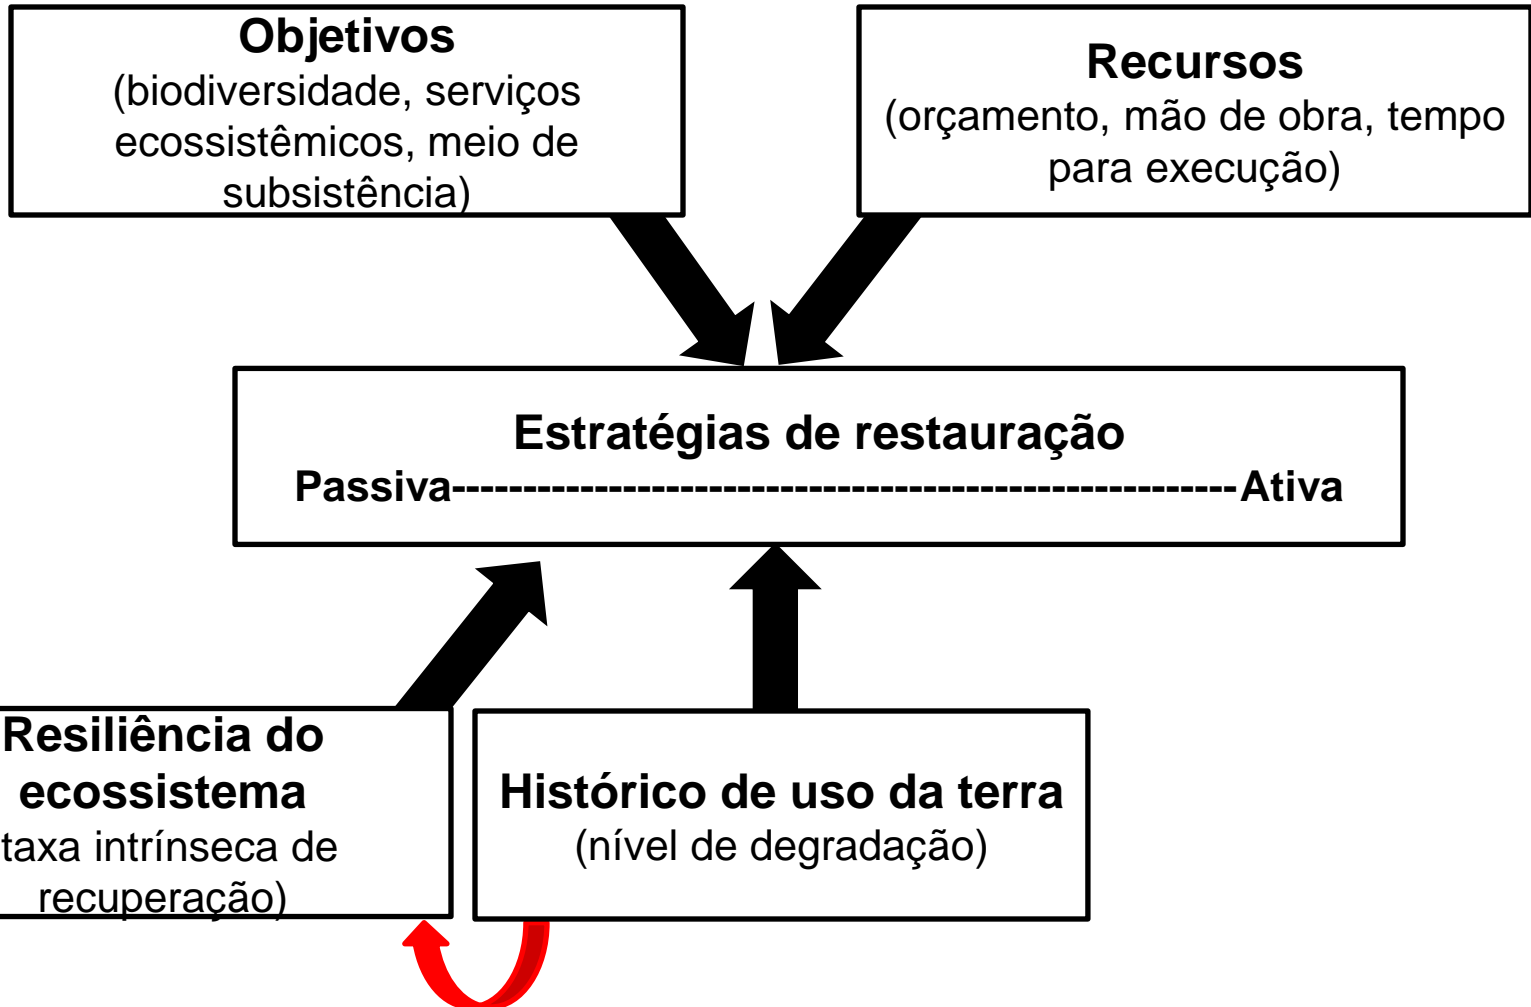 Objetivos
(biodiversidade, serviços
ecossistêmicos, meio de
subsistência)
Recursos
(orçamento, mão de obra, tempo
para execução)
Estratégias de restauração
Passiva-------------------------------------------------------Ativa
Resiliência do
ecossistema
taxa intrínseca de
recuperação)
Histórico de uso da terra
(nível de degradação)